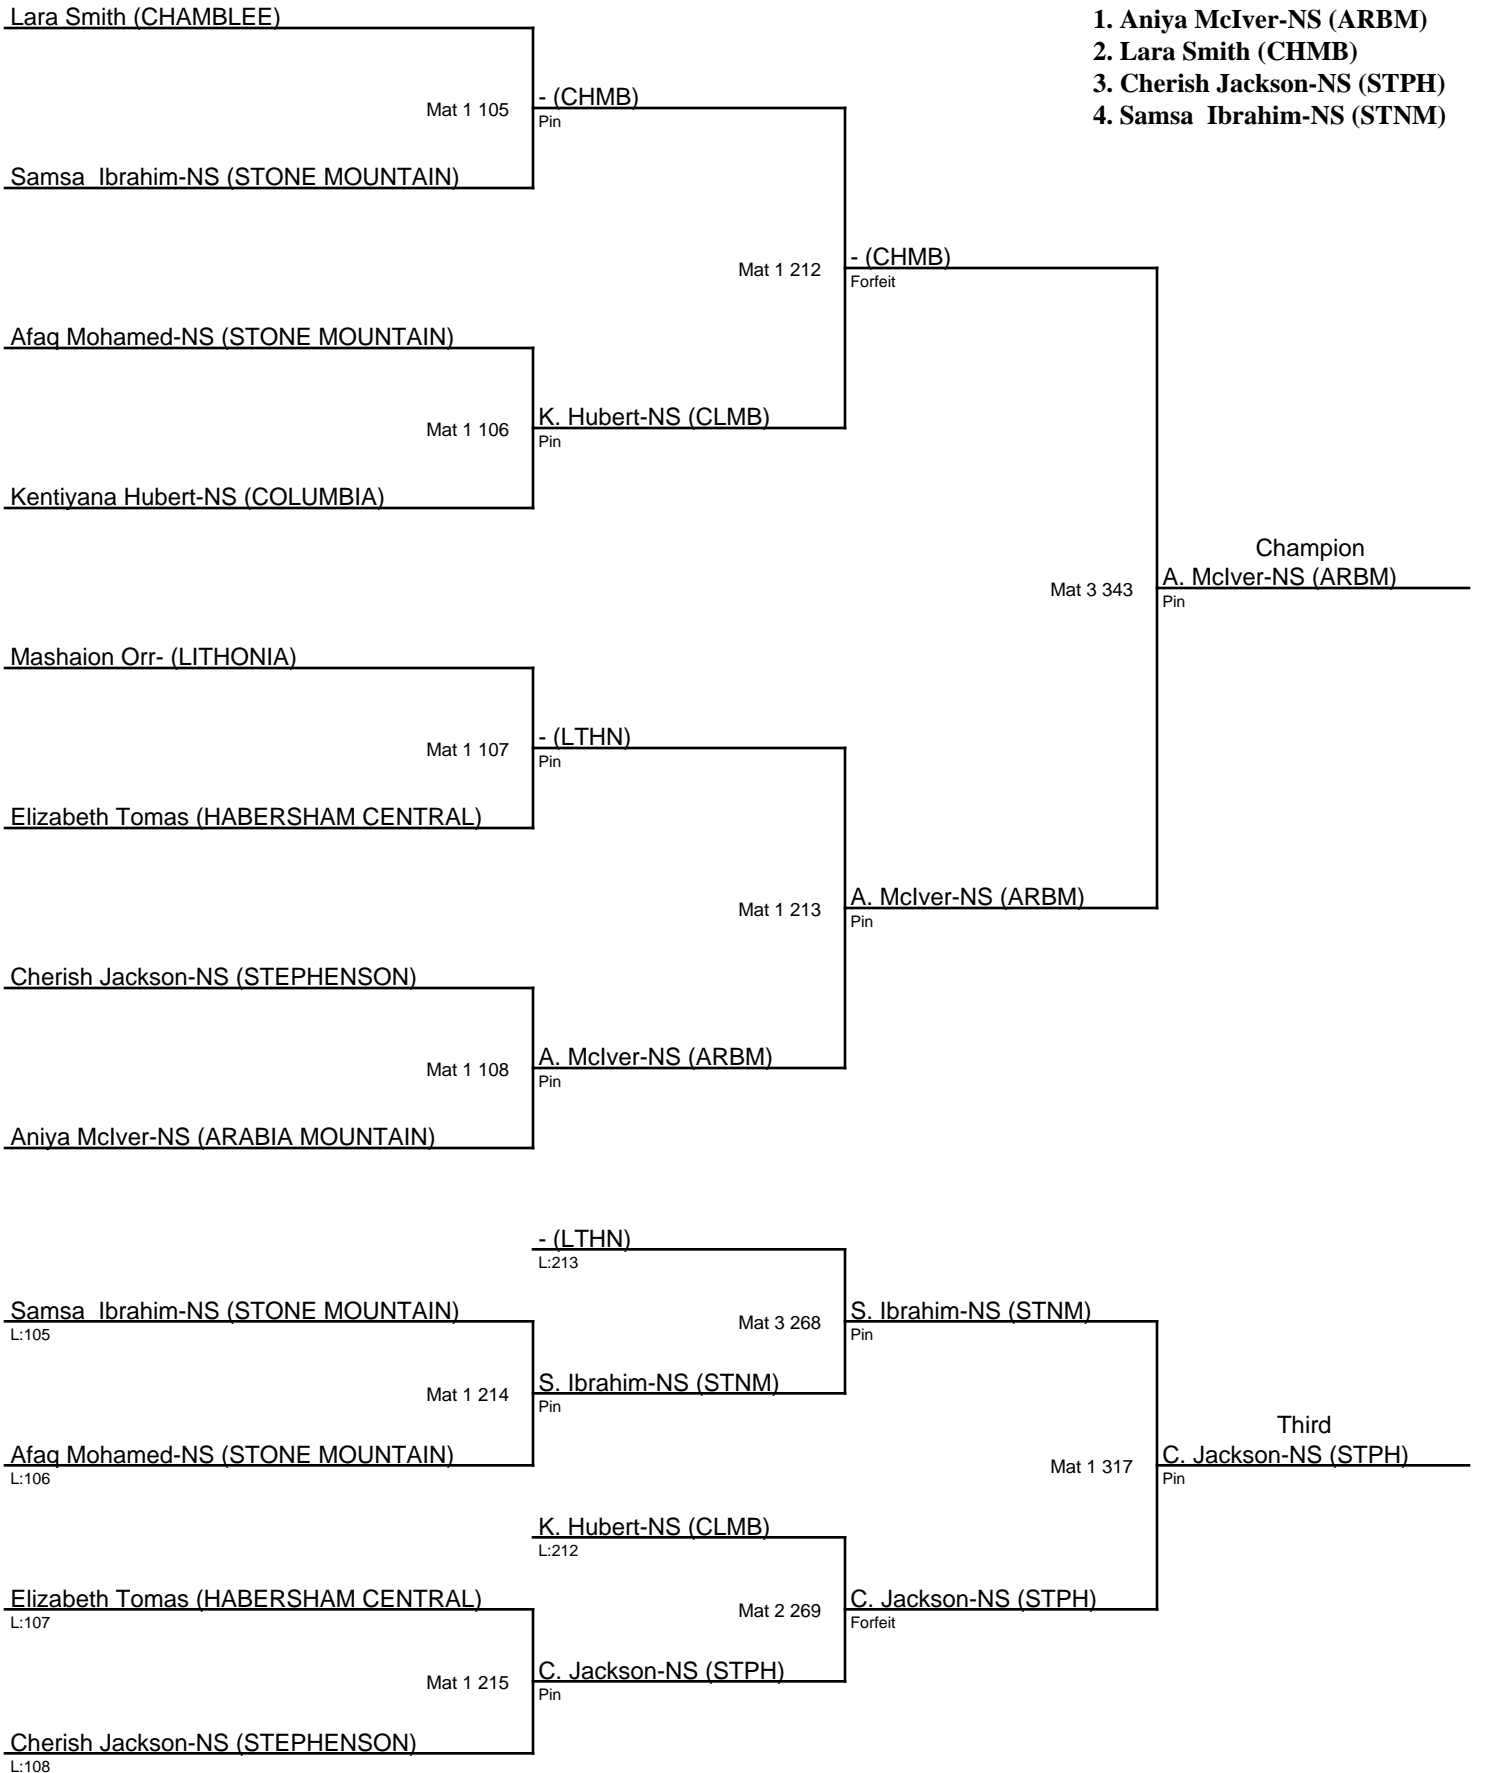 Lara Smith (CHAMBLEE)
1. Aniya McIver-NS (ARBM)
2. Lara Smith (CHMB)
3. Cherish Jackson-NS (STPH)
4. Samsa  Ibrahim-NS (STNM)
Mat 1 105
- (CHMB)
Pin
Samsa  Ibrahim-NS (STONE MOUNTAIN)
Mat 1 212
- (CHMB)
Forfeit
Afaq Mohamed-NS (STONE MOUNTAIN)
Mat 1 106
K. Hubert-NS (CLMB)
Pin
Kentiyana Hubert-NS (COLUMBIA)
Champion
Mat 3 343
A. McIver-NS (ARBM)
Pin
Mashaion Orr- (LITHONIA)
Mat 1 107
- (LTHN)
Pin
Elizabeth Tomas (HABERSHAM CENTRAL)
Mat 1 213
A. McIver-NS (ARBM)
Pin
Cherish Jackson-NS (STEPHENSON)
Mat 1 108
A. McIver-NS (ARBM)
Pin
Aniya McIver-NS (ARABIA MOUNTAIN)
- (LTHN)
L:213
Samsa  Ibrahim-NS (STONE MOUNTAIN)
L:105
Mat 3 268
S. Ibrahim-NS (STNM)
Pin
Mat 1 214
S. Ibrahim-NS (STNM)
Pin
Afaq Mohamed-NS (STONE MOUNTAIN)
L:106
Third
Mat 1 317
C. Jackson-NS (STPH)
Pin
K. Hubert-NS (CLMB)
L:212
Elizabeth Tomas (HABERSHAM CENTRAL)
L:107
Mat 2 269
C. Jackson-NS (STPH)
Forfeit
Mat 1 215
C. Jackson-NS (STPH)
Pin
Cherish Jackson-NS (STEPHENSON)
L:108